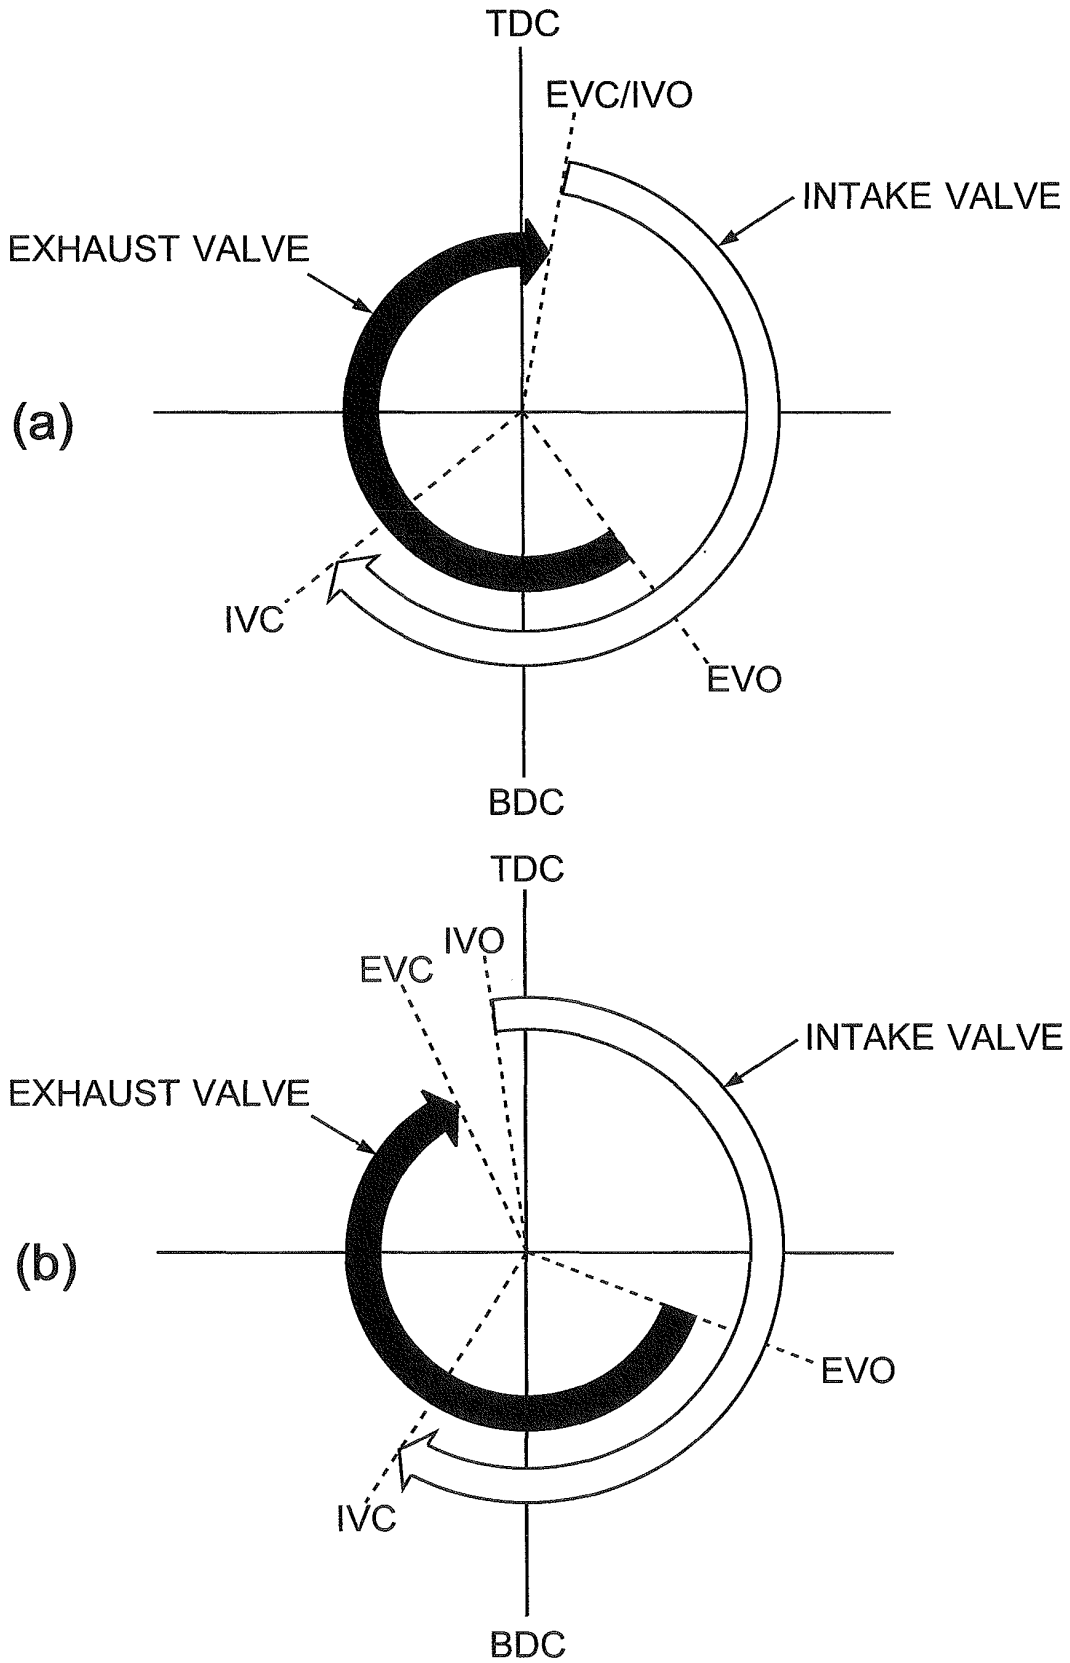 TDC
EVC/IVO
INTAKE VALVE
EXHAUST VALVE
(a)
IVC
EVO
BDC
TDC
IVO
EVC
INTAKE VALVE
EXHAUST VALVE
(b)
EVO
IVC
BDC